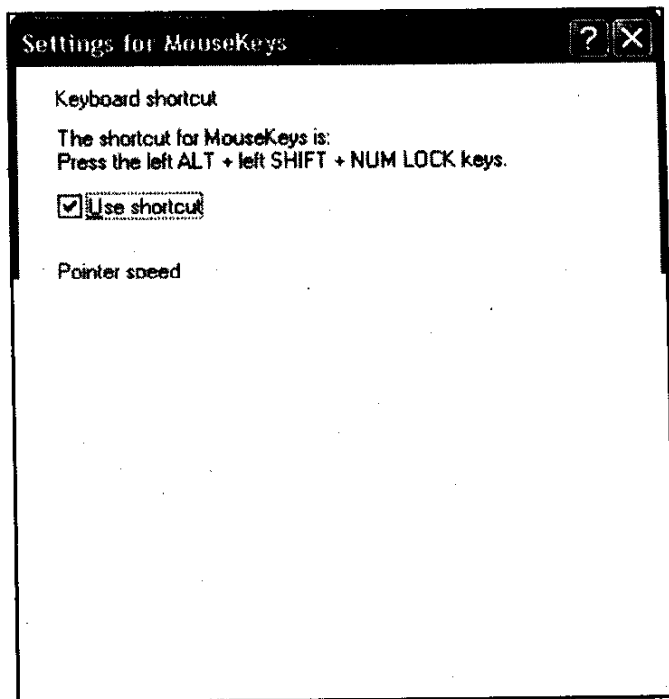 Settings for MouseKeys
Keyboard shortcut
The shortcut for MouseKeys is:
Press the left ALT + left SHIFT + NUM LOCK keys.
Use shortcut
Pointer speed